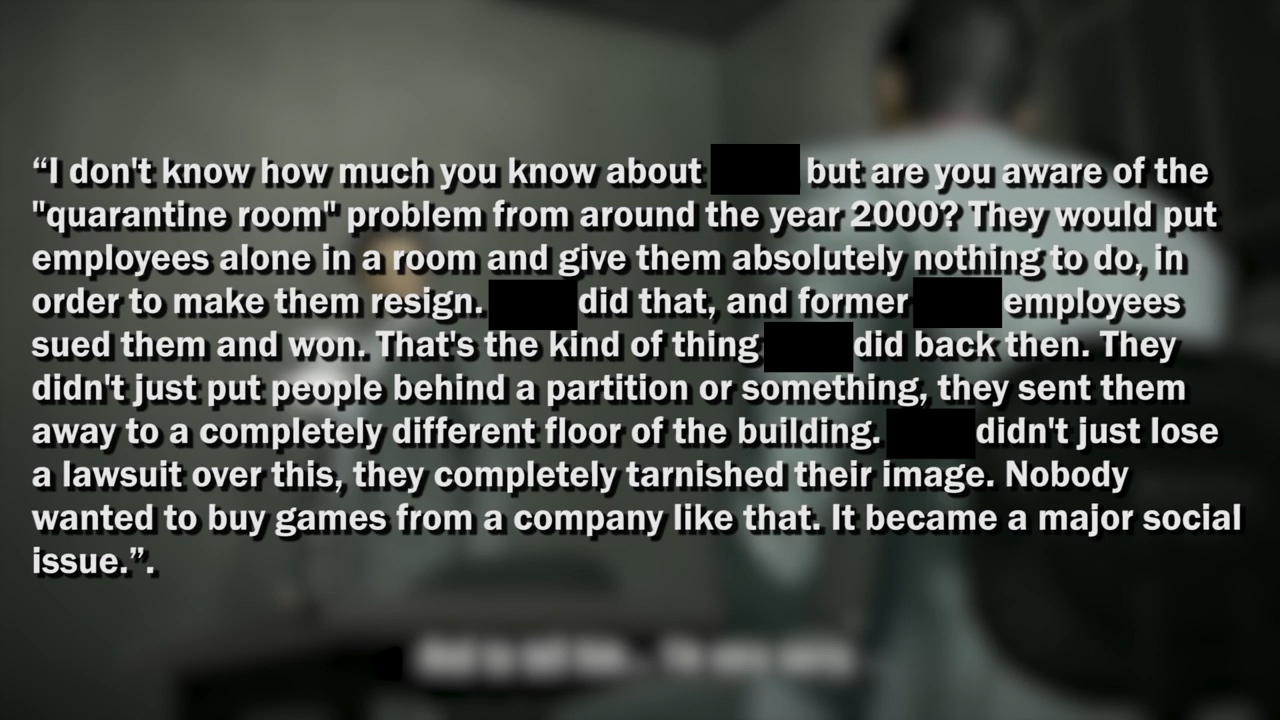 “I don't know how much you know about but are you aware of the
"quarantine room" problem from around the year 2000? They would put
employees alone in a room and give them absolutely nothing to do, in
order to make them resign. did that, and former employees
sued them and won. That's the kind of thing did back then. They
didn't just put people behind a partition or something, they sent them
away to a completely different floor of the building. didn't just lose
a lawsuit over this, they completely tarnished their image. Nobody
wanted to buy games from a company like that. It became a major social
issue.”.